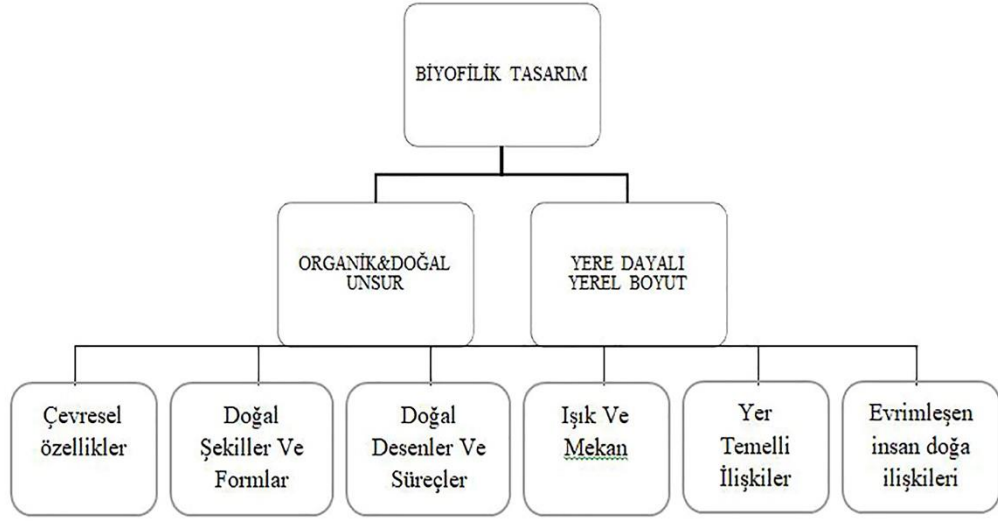 BİYOFİLİK TASARIM
ORGANİK&DOĞAL
UNSUR
YERE DAYALI
YEREL BOYUT
Çevresel
özellikler
Doğal
Şekiller Ve
Formlar
Doğal
Desenler Ve
Süreçler
Işık Ve
Mekan
Yer
Temelli
İlişkiler
Evrimleşen
insan doğa
ilişkileri